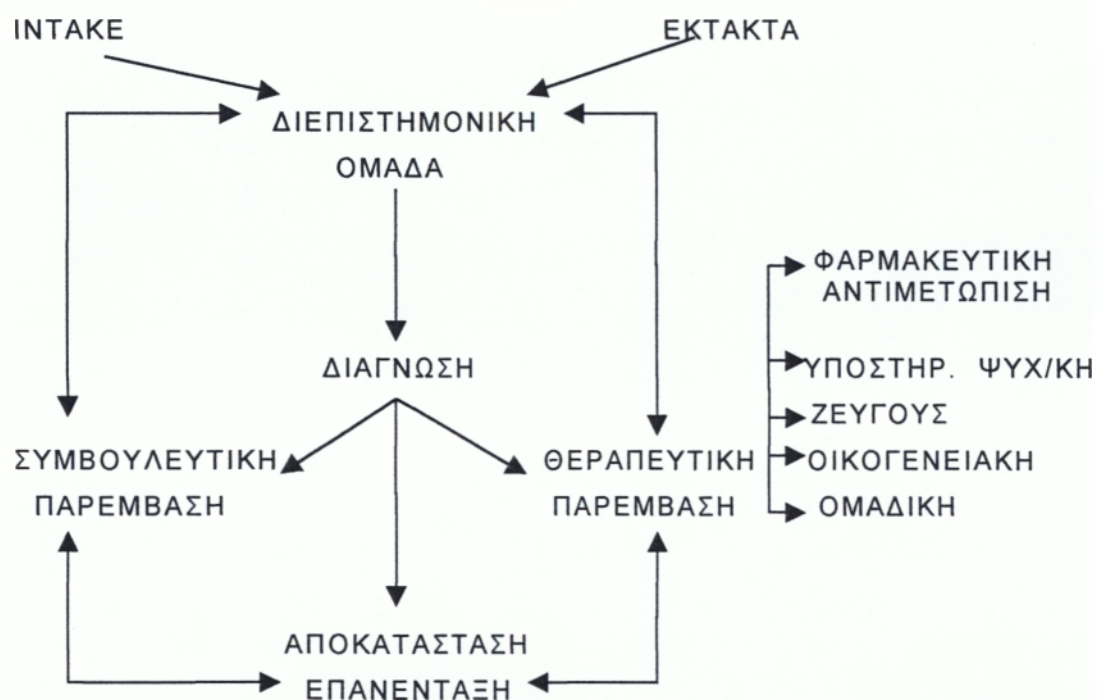 ΙΝΤΑΚΕ
ΕΚΤΑΚΤΑ
ΔΙΕΠΙΣΤΗΜΟΝΙΚΗ
ΟΜΑΔΑ
ΔΙΑΓΝΩΣΗ
ΣΥΜΒΟΥΛΕΥΤΙΚΗ
ΠΑΡΕΜΒΑΣΗ
ΘΕΡΑΠΕΥΤΙΚΗ
ΠΑΡΕΜΒΑΣΗ
ΦΑΡΜΑΚΕΥΤΙΚΗ
ΑΝΤΙΜΕΤΩΠΙΣΗ
ΥΠΟΣΤΗΡ. ΨΥΧ/ΚΗ
ΖΕΥΓΟΥΣ
ΟΙΚΟΓΕΝΕΙΑΚΗ
ΟΜΑΔΙΚΗ
ΑΠΟΚΑΤΑΣΤΑΣΗ
ΕΠΑΝΕΝΤΑΞΗ